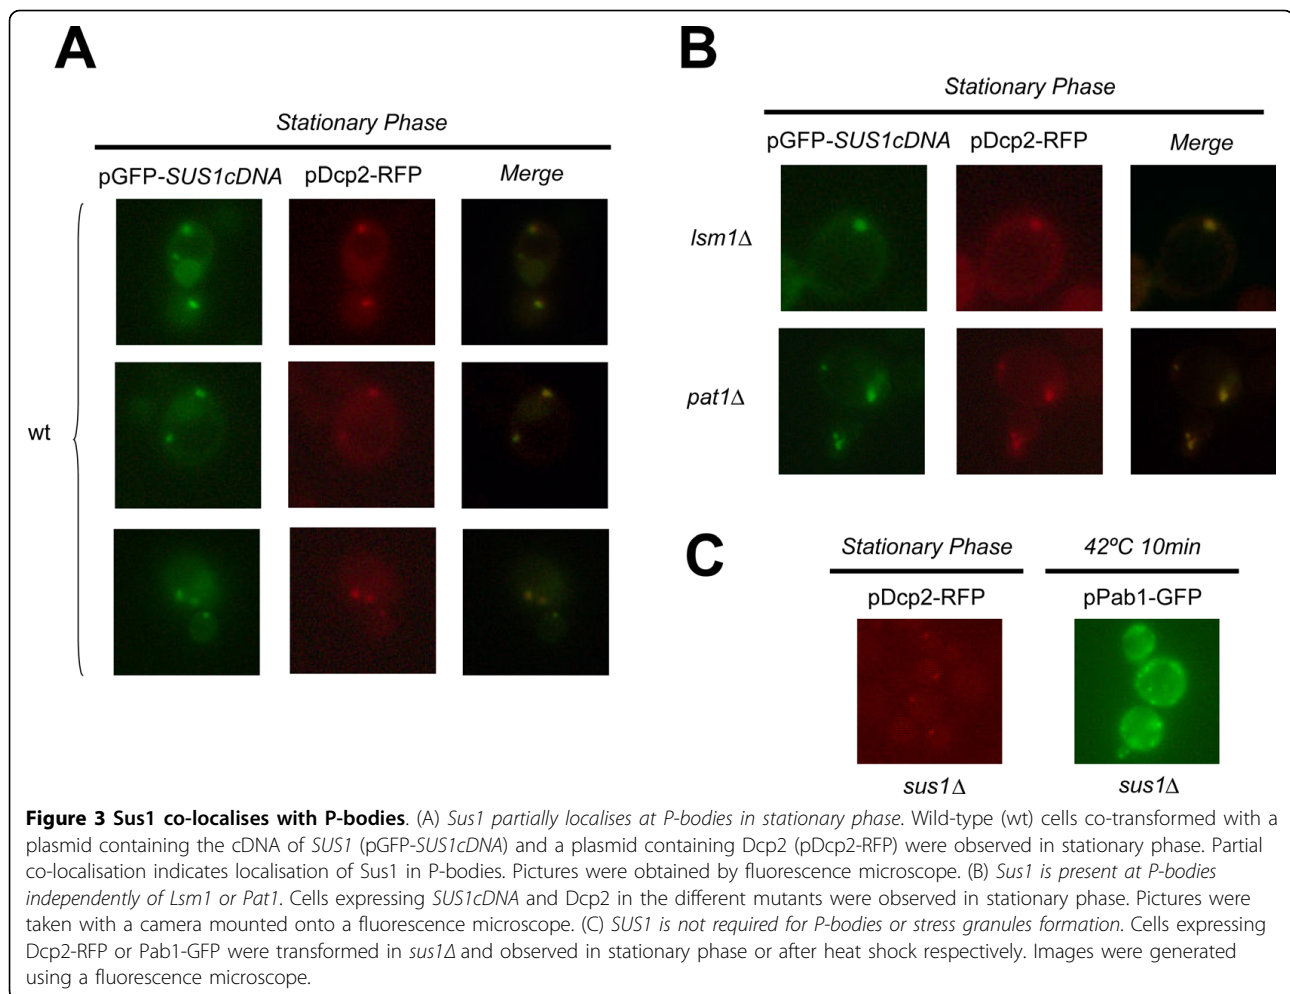 A
Stationary Phase
pGFP-SUS1cDNA pDcp2-RFP Merge
wt
B
Stationary Phase
pGFP-SUS1cDNA pDcp2-RFP Merge
lsm1Δ
pat1Δ
C
Stationary Phase 42ºC 10min
pDcp2-RFP pPab1-GFP
sus1Δ sus1Δ
Figure 3 Sus1 co-localises with P-bodies. (A) Sus1 partially localises at P-bodies in stationary phase. Wild-type (wt) cells co-transformed with a
plasmid containing the cDNA of SUS1 (pGFP-SUS1cDNA) and a plasmid containing Dcp2 (pDcp2-RFP) were observed in stationary phase. Partial
co-localisation indicates localisation of Sus1 in P-bodies. Pictures were obtained by fluorescence microscope. (B) Sus1 is present at P-bodies
independently of Lsm1 or Pat1. Cells expressing SUS1cDNA and Dcp2 in the different mutants were observed in stationary phase. Pictures were
taken with a camera mounted onto a fluorescence microscope. (C) SUS1 is not required for P-bodies or stress granules formation. Cells expressing
Dcp2-RFP or Pab1-GFP were transformed in sus1Δ and observed in stationary phase or after heat shock respectively. Images were generated
using a fluorescence microscope.